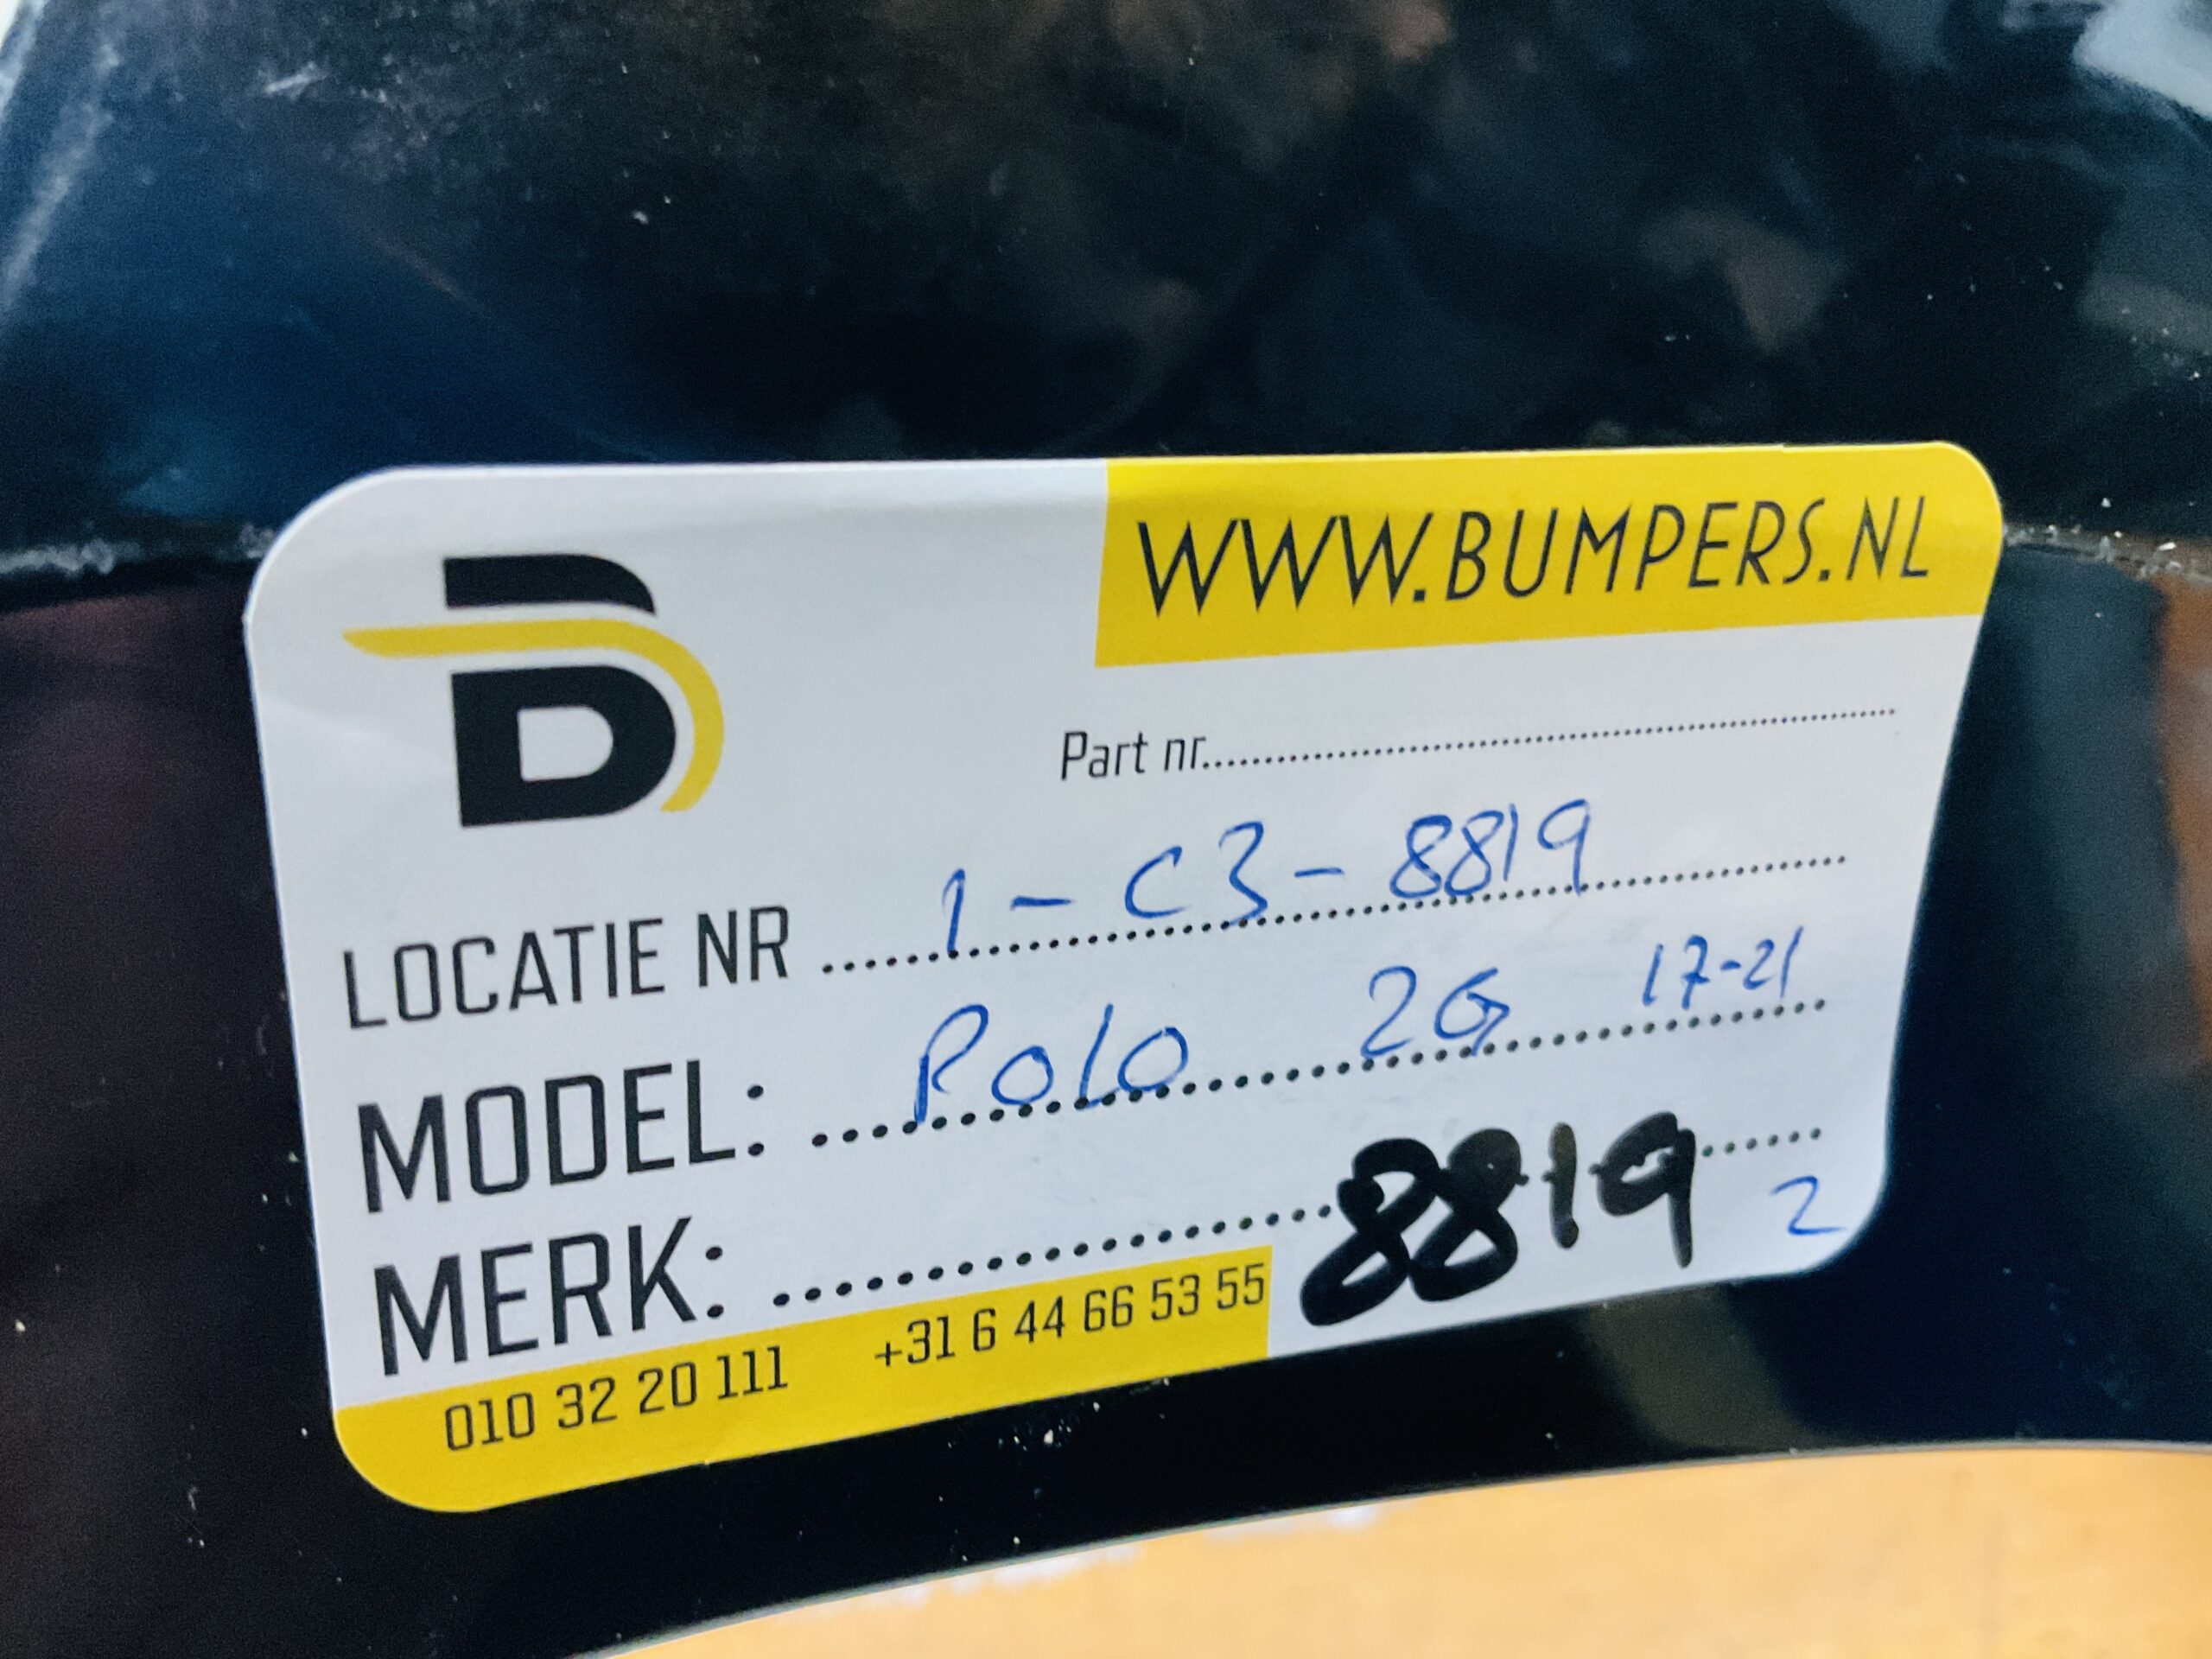 B
WWW.BUMPERS.NL
Part nr..........................................
LOCATIE NR 1-C3-8819
MODEL: Polo 2G 17-21
MERK: 8819 2
010 32 20 111 +31 6 44 66 53 55